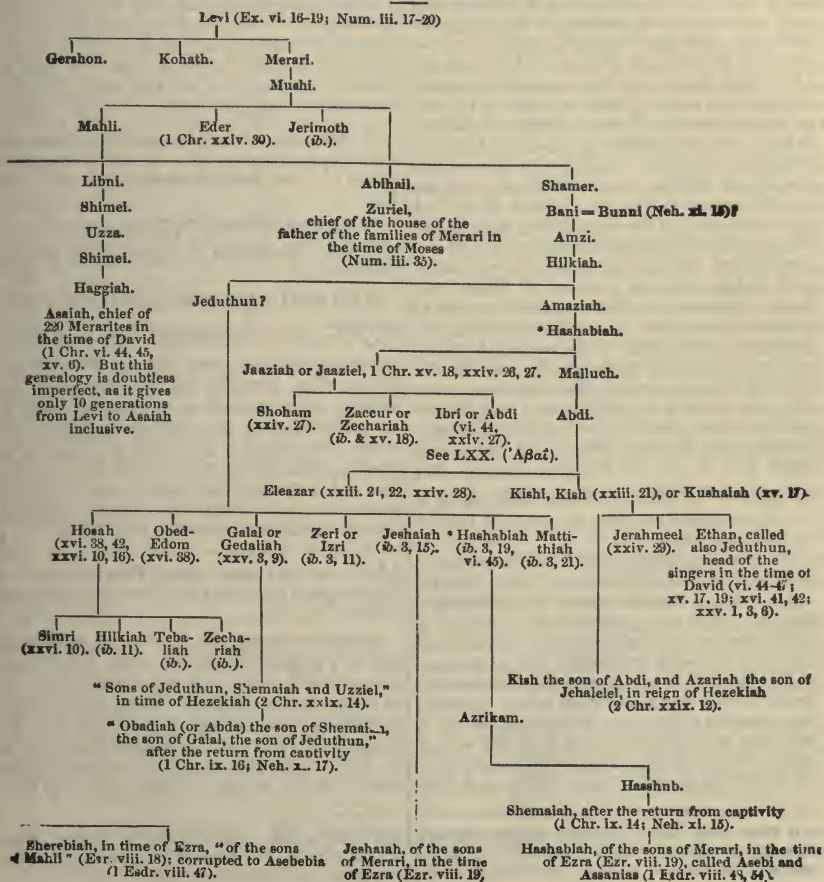 Levi (Ex. vi. 16-19; Num. iii. 17-20)
Gershon. Kohath. Merari.
Mushi.
Mahli. Eder (1 Chr. xxiv. 30). Jerimoth (ib.).
Libni.
Shimei.
Uzza.
Shimei.
Haggiah.
Asaiah, chief of
220 Merarites in
the time of David
(1 Chr. vi. 44, 45,
xv. 6). But this
genealogy is doubtless
imperfect, as it gives
only 10 generations
from Levi to Asaiah
inclusive.
Abihail.
Zuriel,
chief of the house of the
father of the families of Merari in
the time of Moses
(Num. iii. 35).
Shamer.
Bani = Bunni (Neh. xi. 15)?
Amzi.
Hilkiah.
Jeduthun?
Amaziah.
* Hashabiah.
Jaaziah or Jaaziel, 1 Chr. xv. 18, xxiv. 26, 27.
Malluch.
Shoham
(xxiv. 27).
Zaccur or
Zechariah
(ib. & xv. 18).
Ibri or Abdi
(vi. 44,
xxiv. 27).
See LXX. (Ἀβαΐ).
Abdi.
Eleazar (xxiii. 21, 22, xxiv. 28).
Kishi, Kish (xxiii. 21), or Kushaiah (xv. 17).
Hosah
(xvi. 38, 42,
xxvi. 10, 16).
Obed-
Edom
(xvi. 38).
Galal or
Gedaliah
(xxv. 3, 9).
Zeri or
Izri
(ib. 3, 11).
Jeshaiah
(ib. 3, 15).
* Hashabiah
(ib. 3, 19,
vi. 45).
Matti-
thiah
(ib. 3, 21).
Jerahmeel
(xxiv. 29).
Ethan, called
also Jeduthun,
head of the
singers in the time of
David (vi. 44-47;
xv. 17, 19; xvi. 41, 42;
xxv. 1, 3, 6).
Simri
(xxvi. 10).
Hilkiah
(ib. 11).
Teba-
liah
(ib.).
Zecha-
riah
(ib.).
"Sons of Jeduthun, Shemaiah and Uzziel,"
in time of Hezekiah (2 Chr. xxix. 14).
"Obadiah (or Abda) the son of
the son of Galal, the son of Jeduthun,"
after the return from captivity
(1 Chr. ix. 16; Neh. 17).
Kish the son of Abdi, and Azariah the son of
Jehalelel, in reign of Hezekiah
(2 Chr. xxix. 12).
Azrikam.
Hasshub.
Shemaiah, after the return from captivity
(1 Chr. ix. 14; Neh. xi. 15).
Sherebiah, in time of Ezra, "of the sons
of Mahli" (Ezr. viii. 18); corrupted to Asebebia
(1 Esdr. viii. 47).
Jeshaiah, of the sons
of Merari, in the time
of Ezra (Ezr. viii. 19).
Hashabiah, of the sons of Merari, in the time
of Ezra (Ezr. viii. 19), called Asebi and
Assanias (1 Esdr. viii. 48, 54).